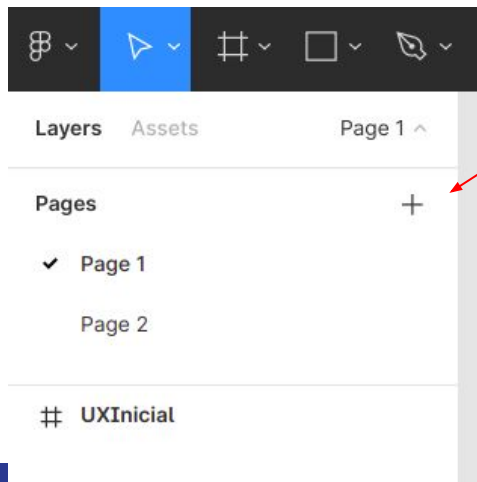 Layers Assets Page 1
Pages
Page 1
Page 2
UXInicial